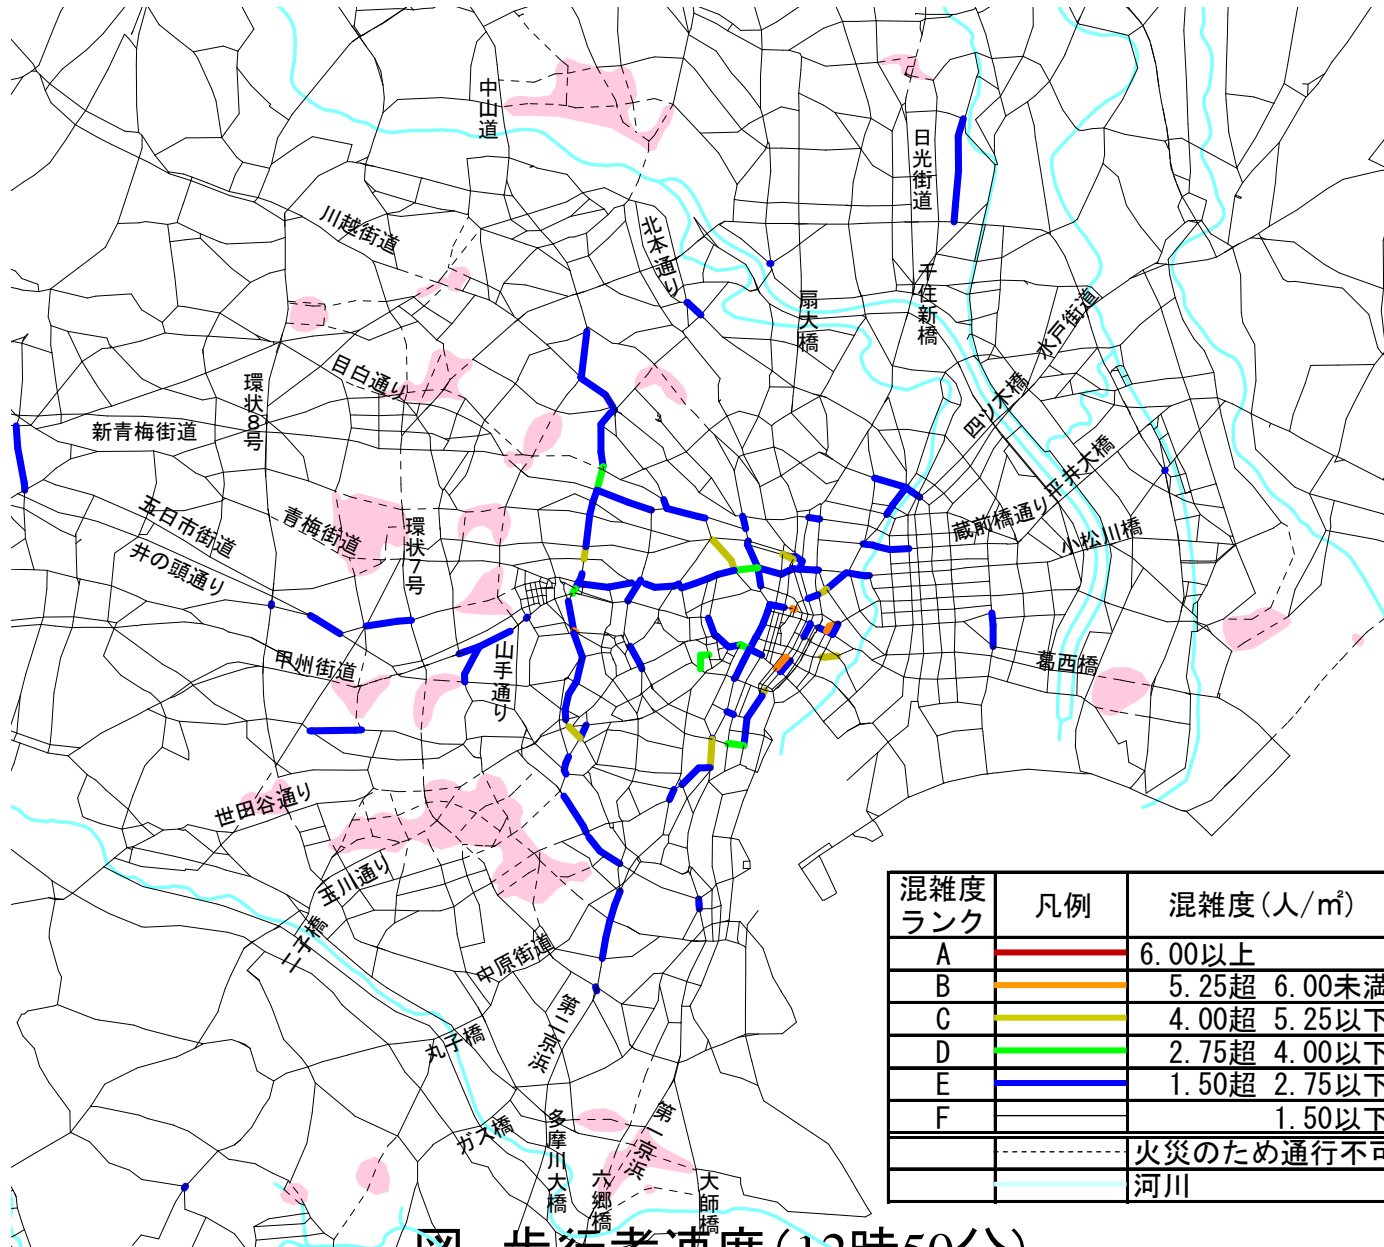 中山道
日光街道
川越街道
北本通り
千住新橋
扇大橋
水戸街道
目白通り
環状8号
四ツ木橋
新青梅街道
平井大橋
五日市街道
青梅街道
環状7号
蔵前橋通り
小松川橋
井の頭通り
甲州街道
山手通り
葛西橋
世田谷通り
玉川通り
二子橋
中原街道
第二京浜
丸子橋
ガス橋
多摩川大橋
第一京浜
六郷橋
大師橋
混雑度ランク 凡例 混雑度(人/㎡)
A 6.00以上
B 5.25超 6.00未満
C 4.00超 5.25以下
D 2.75超 4.00以下
E 1.50超 2.75以下
F 1.50以下
火災のため通行不可
河川